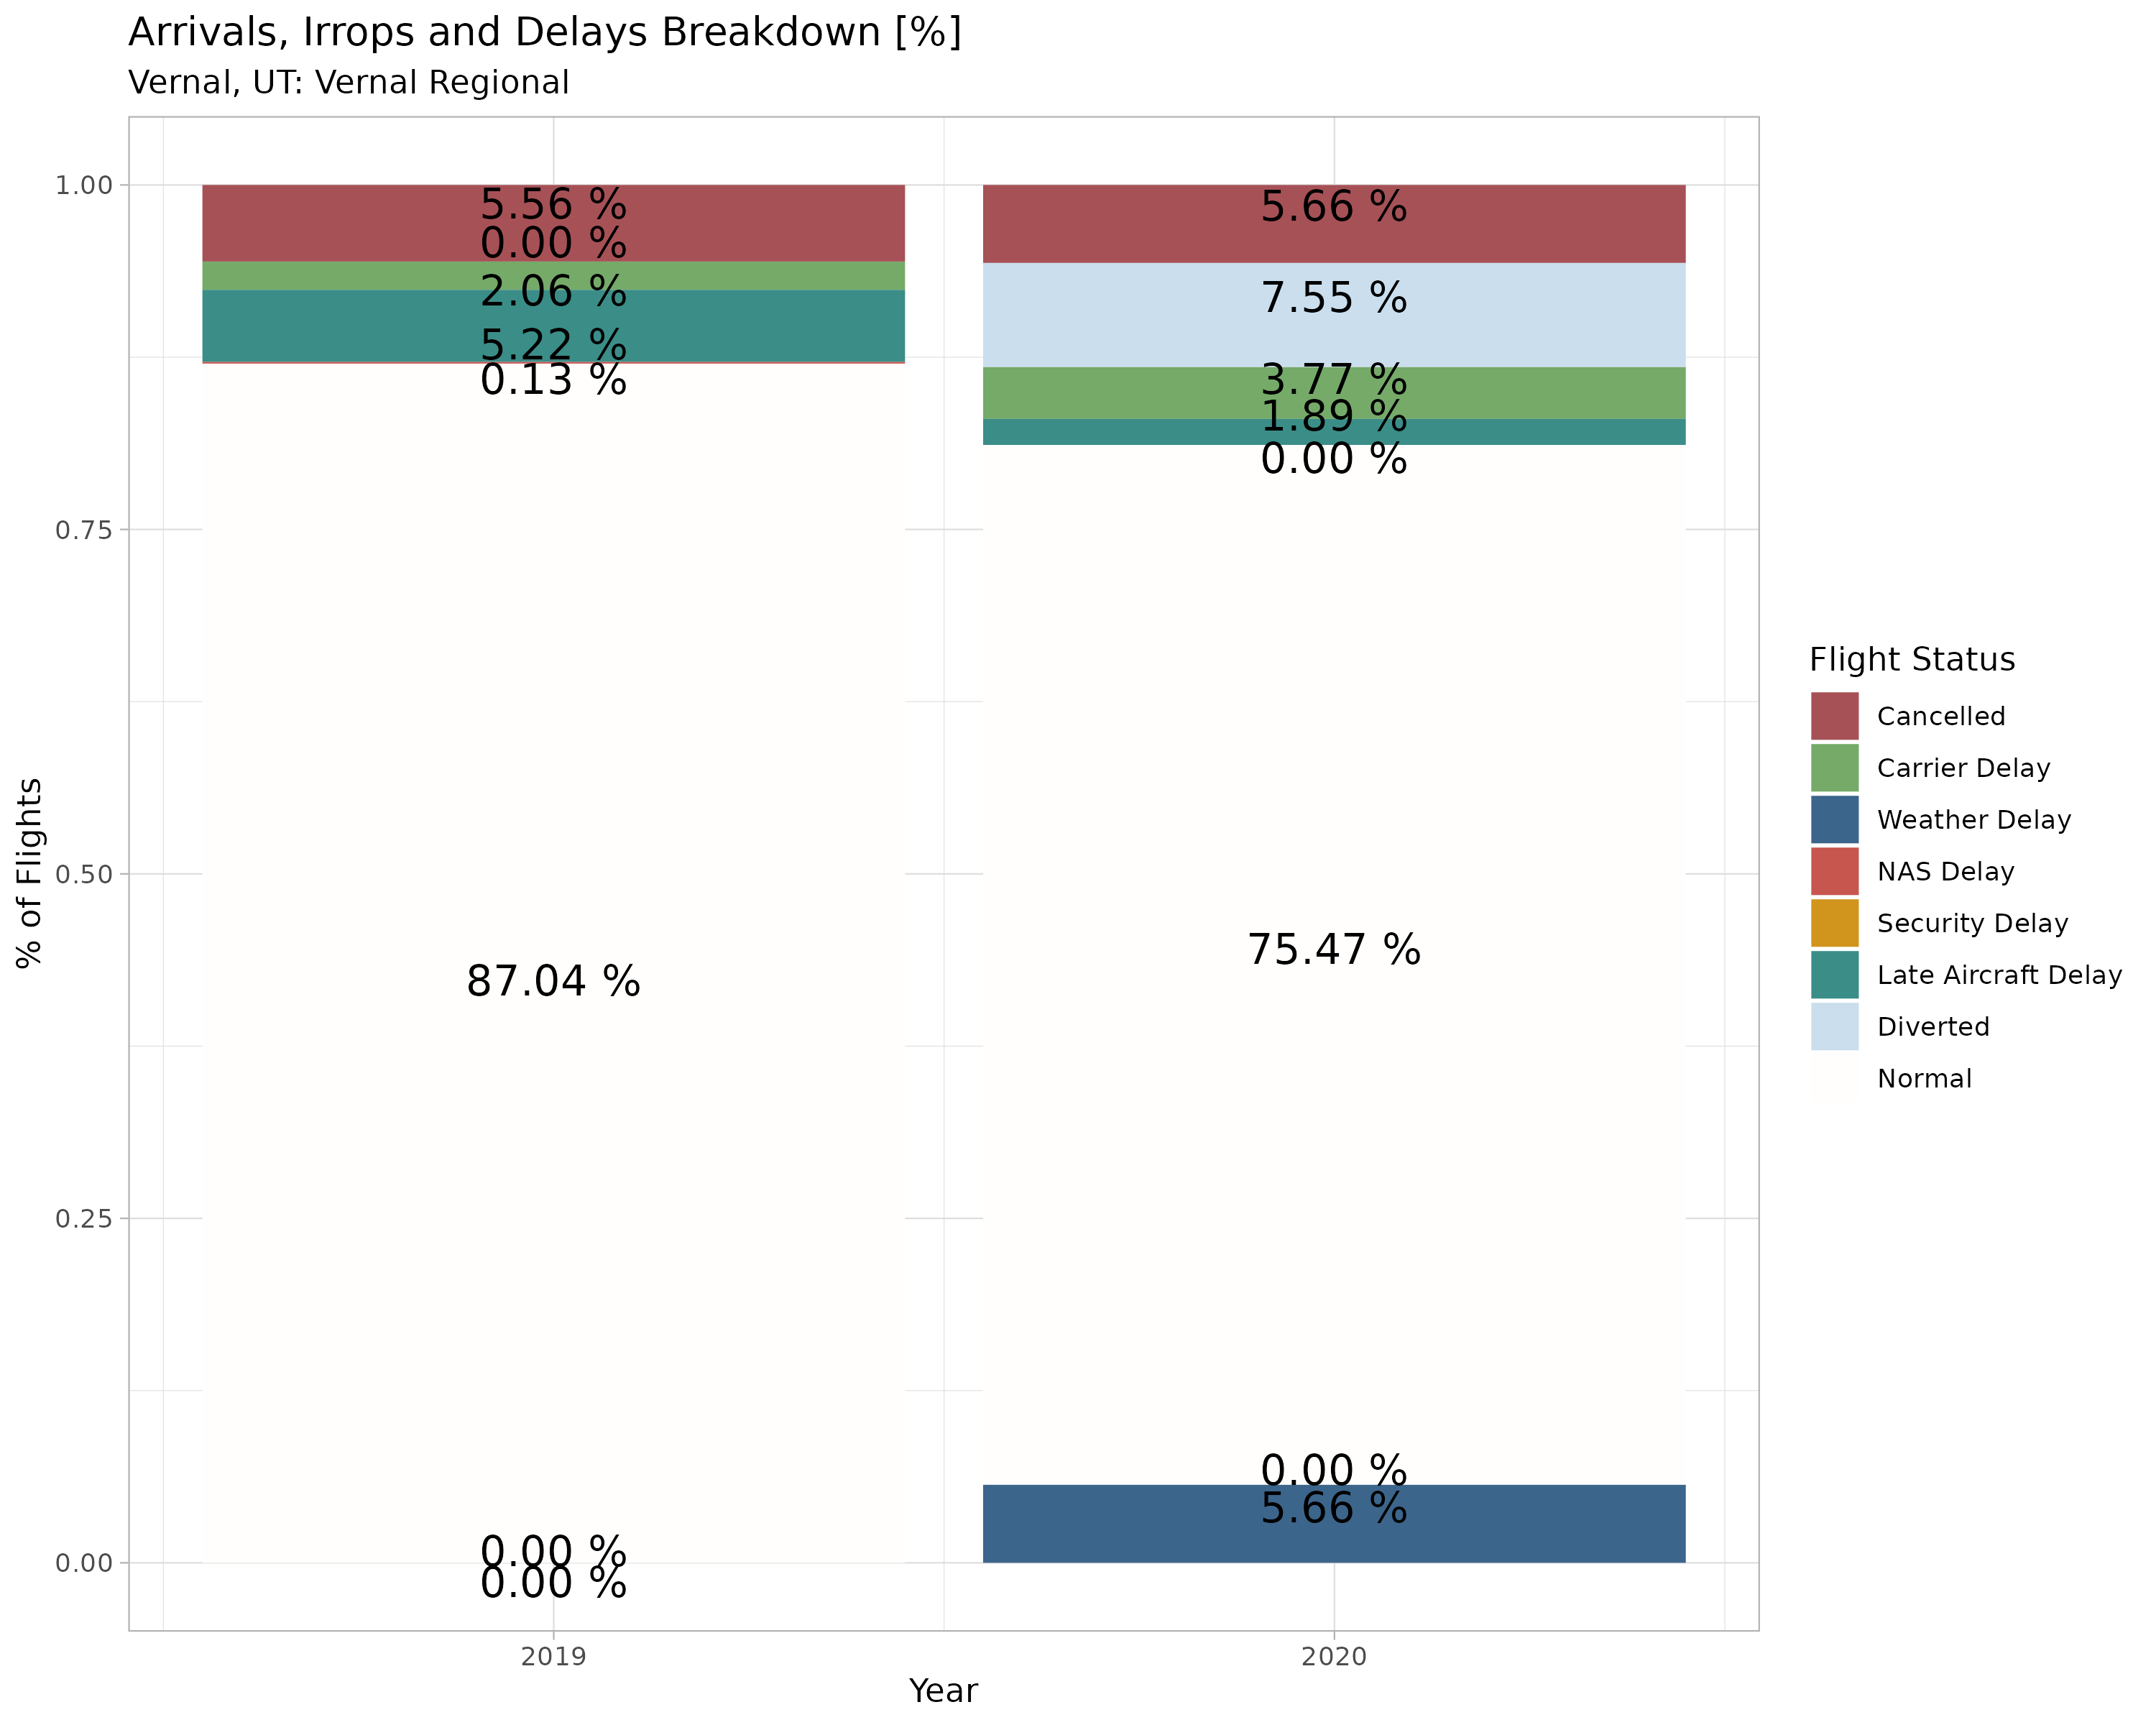 Arrivals, Irrops and Delays Breakdown [%]
Vernal, UT: Vernal Regional
% of Flights
1.00
0.75
0.50
0.25
0.00
5.56 %
0.00 %
2.06 %
5.22 %
0.13 %
87.04 %
0.00 %
0.00 %
5.66 %
7.55 %
3.77 %
1.89 %
0.00 %
75.47 %
0.00 %
5.66 %
2019
2020
Year
Flight Status
Cancelled
Carrier Delay
Weather Delay
NAS Delay
Security Delay
Late Aircraft Delay
Diverted
Normal